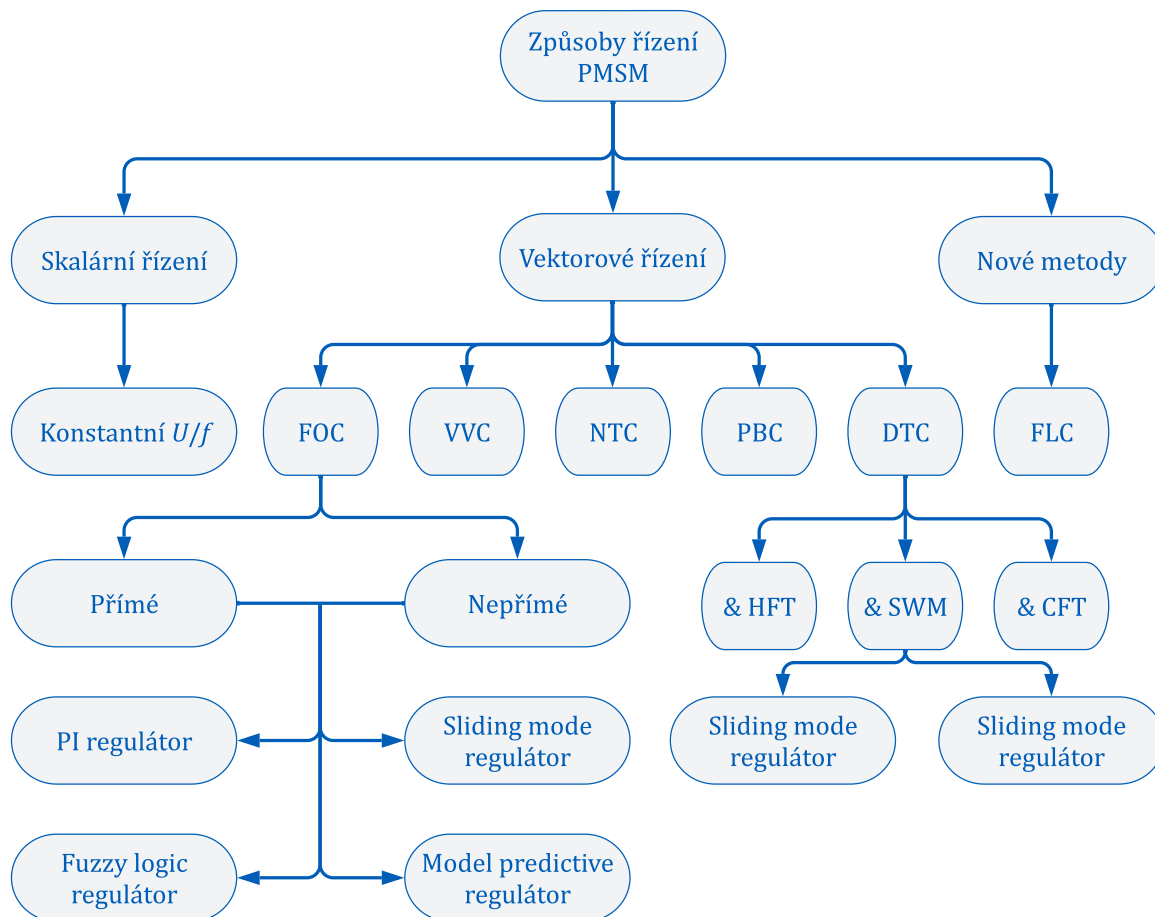 Způsoby řízení
PMSM
Skalární řízení
Vektorové řízení
Nové metody
Konstantní U/f
FOC
VVC
NTC
PBC
DTC
FLC
Přímé
Nepřímé
& HFT
& SWM
& CFT
PI regulátor
Sliding mode
regulátor
Sliding mode
regulátor
Sliding mode
regulátor
Fuzzy logic
regulátor
Model predictive
regulátor